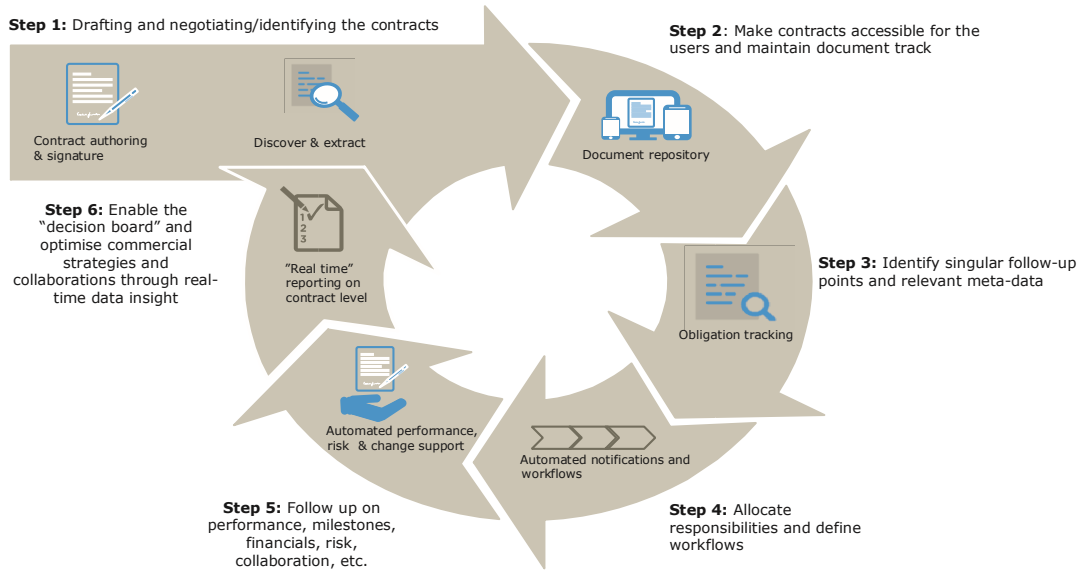 Step 1: Drafting and negotiating/identifying the contracts
Contract authoring
& signature
Discover & extract
Step 2: Make contracts accessible for the
users and maintain document track
Document repository
Step 3: Identify singular follow-up
points and relevant meta-data
Obligation tracking
Step 4: Allocate
responsibilities and define
workflows
Automated notifications and
workflows
Step 5: Follow up on
performance, milestones,
financials, risk,
collaboration, etc.
Automated performance,
risk & change support
Step 6: Enable the
“decision board” and
optimise commercial
strategies and
collaborations through real-
time data insight
1
2
3
”Real time”
reporting on
contract level